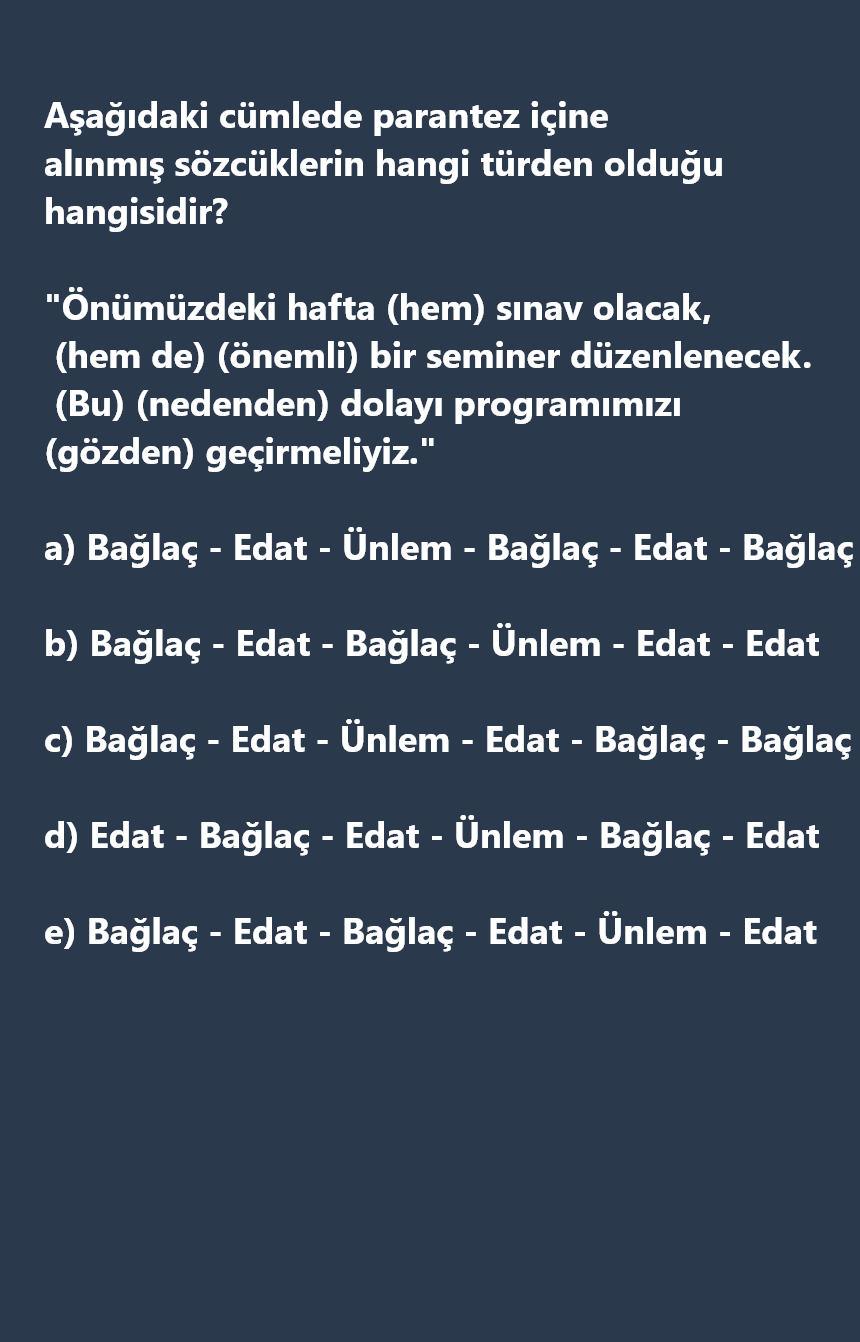 Aşağıdaki cümlede parantez içine
alınmış sözcüklerin hangi türden olduğu
hangisidir?
"Önümüzdeki hafta (hem) sınav olacak,
(hem de) (önemli) bir seminer düzenlenecek.
(Bu) (nedenden) dolayı programımızı
(gözden) geçirmeliyiz."
a) Bağlaç - Edat - Ünlem - Bağlaç - Edat - Bağlaç
b) Bağlaç - Edat - Bağlaç - Ünlem - Edat - Edat
c) Bağlaç - Edat - Ünlem - Edat - Bağlaç - Bağlaç
d) Edat - Bağlaç - Edat - Ünlem - Bağlaç - Edat
e) Bağlaç - Edat - Bağlaç - Edat - Ünlem - Edat